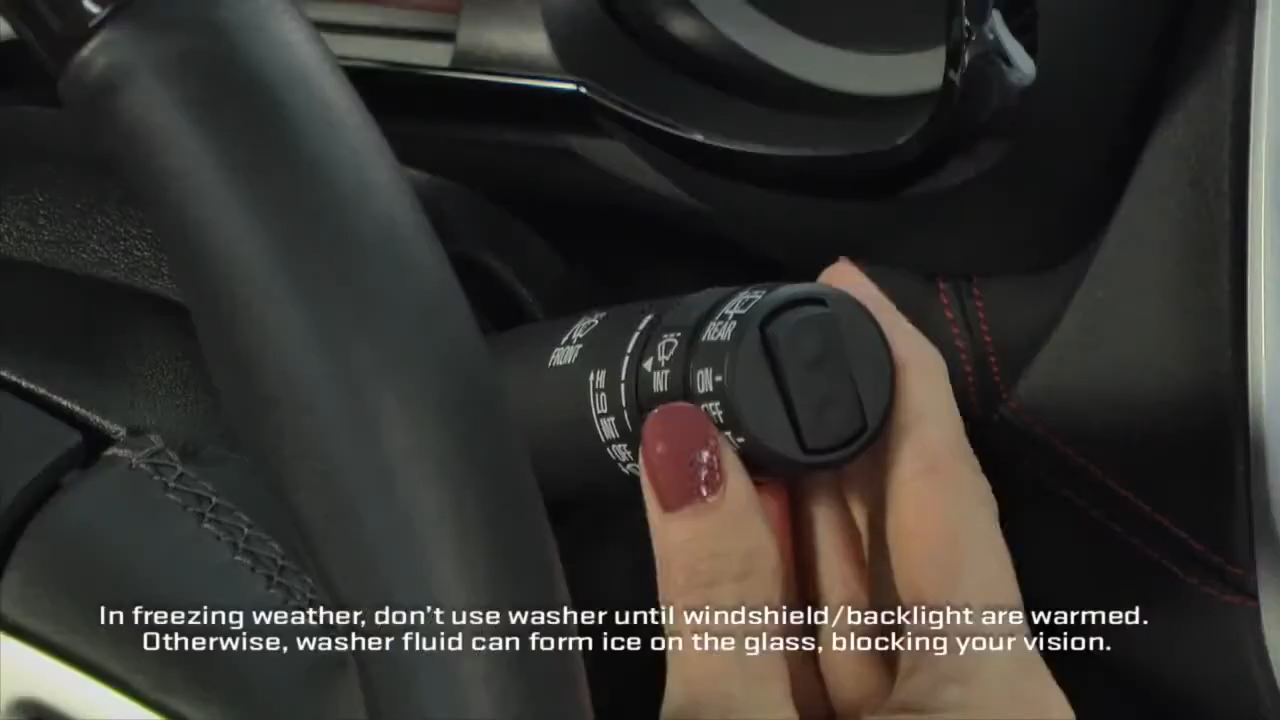 FRONT
HI
LO
INT
OFF
INT
REAR
ON
OFF
In freezing weather, don't use washer until windshield/backlight are warmed.
Otherwise, washer fluid can form ice on the glass, blocking your vision.